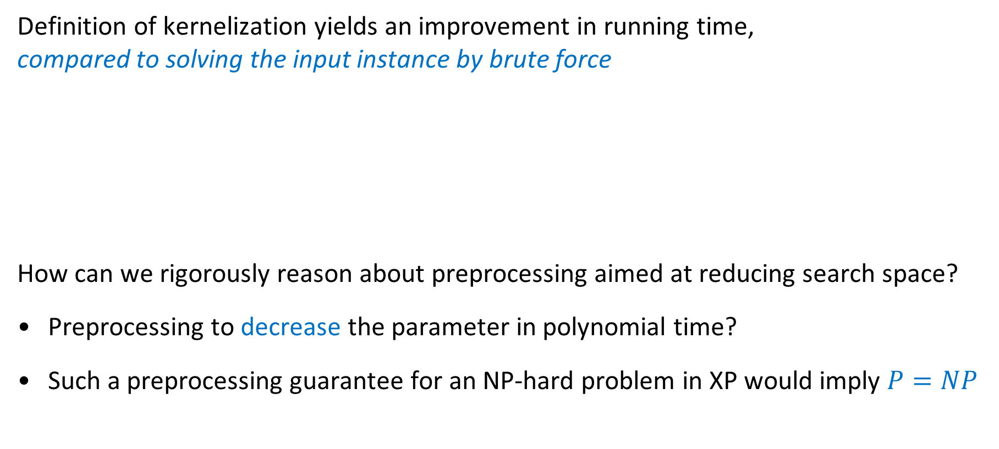 Definition of kernelization yields an improvement in running time,
compared to solving the input instance by brute force
How can we rigorously reason about preprocessing aimed at reducing search space?
• Preprocessing to decrease the parameter in polynomial time?
• Such a preprocessing guarantee for an NP-hard problem in XP would imply P = NP